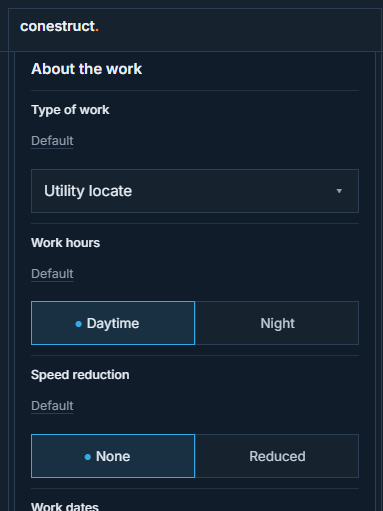 conestruct.
About the work
Type of work
Default
Utility locate
Work hours
Default
Daytime
Night
Speed reduction
Default
None
Reduced
Work dates